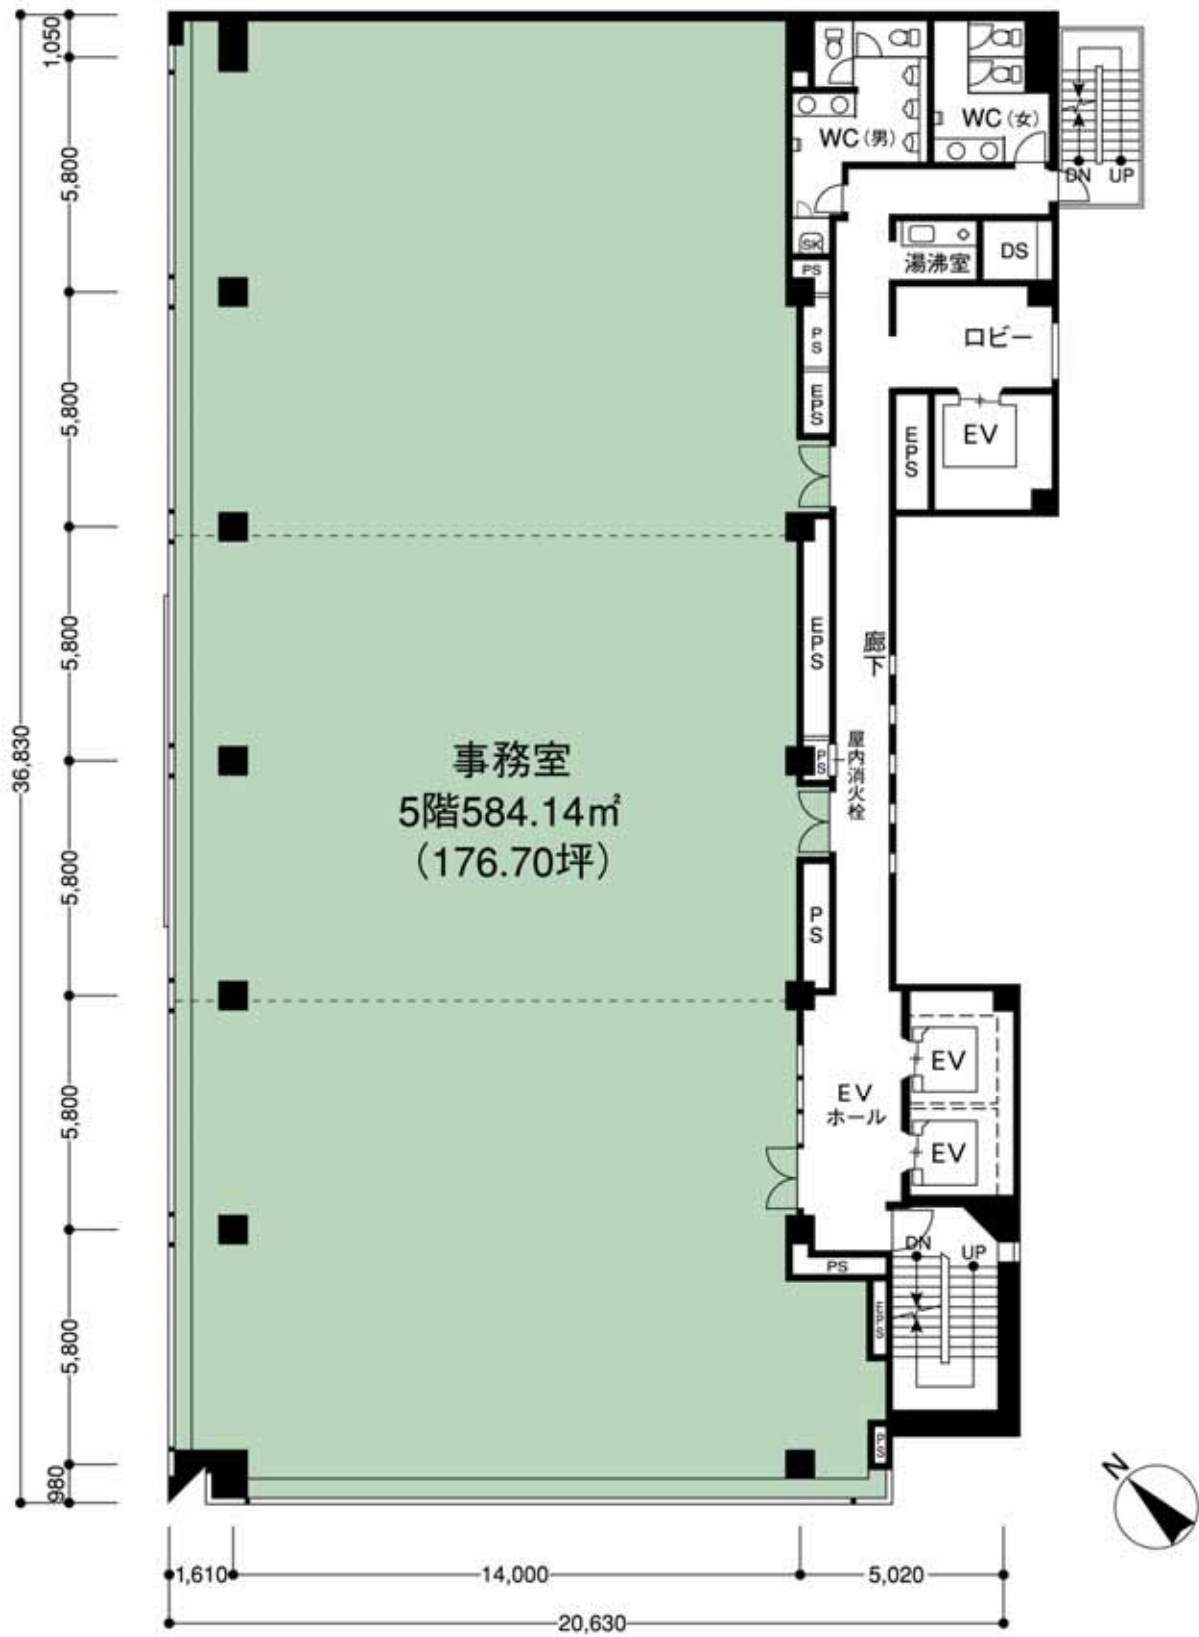 1,050
5,800
5,800
5,800
5,800
5,800
5,800
980
36,830
WC(男)
WC(女)
DN
UP
SK
湯沸室
DS
PS
PS
EPS
ロビー
EV
EPS
EPS
廊下
PS
屋内消火栓
事務室
5階584.14㎡
(176.70坪)
PS
EV
EV
ホール
EV
DN
UP
PS
EPS
PS
N
1,610
14,000
5,020
20,630